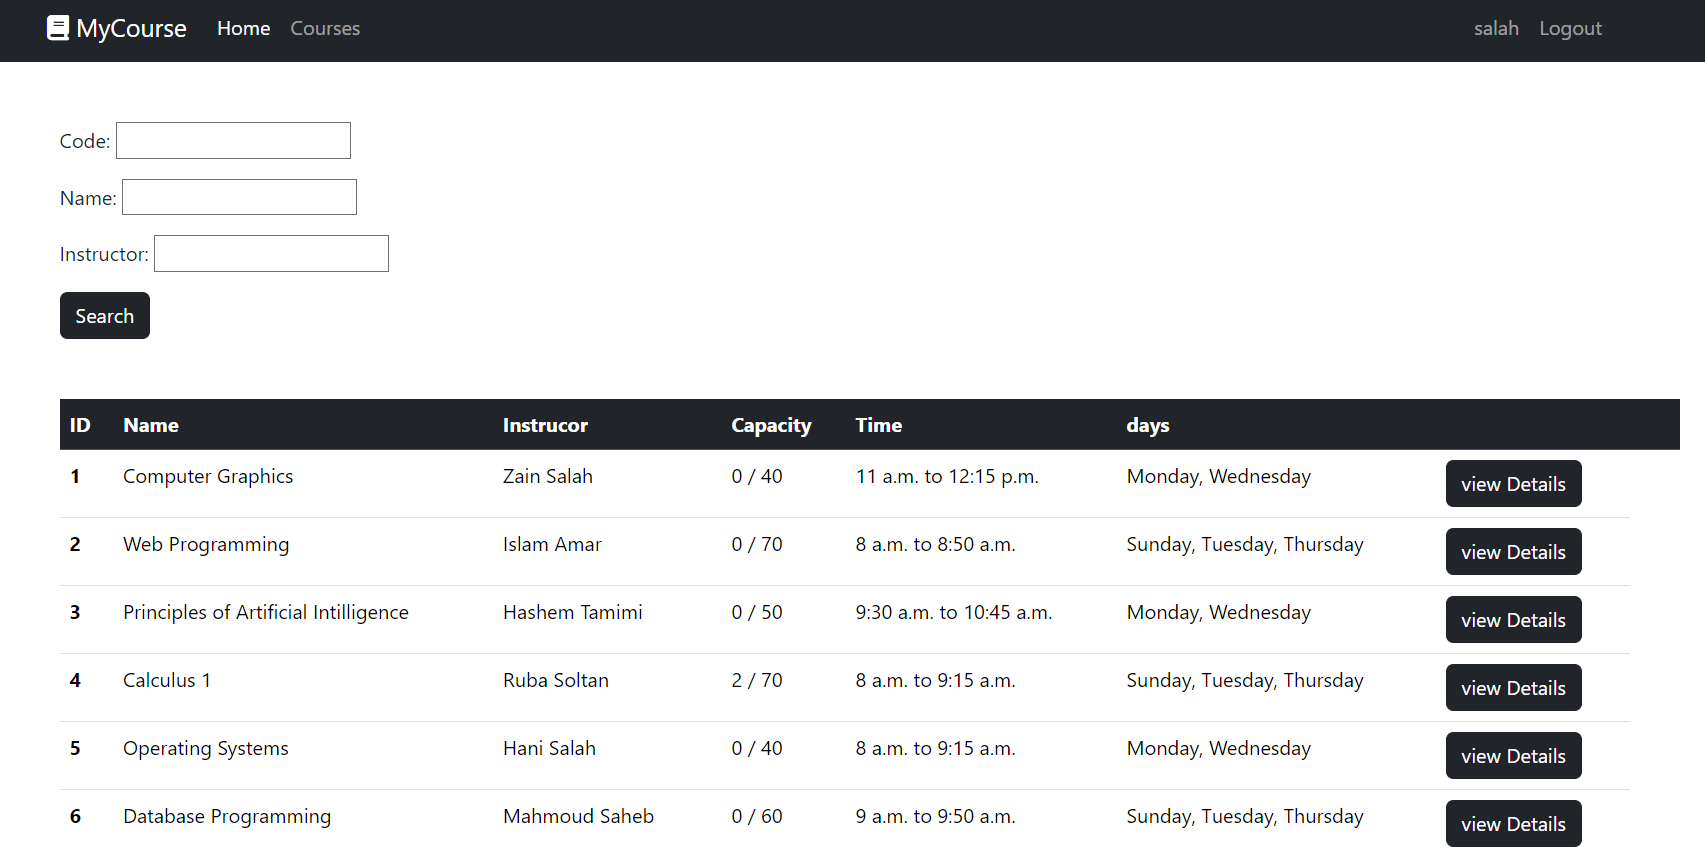 MyCourse Home Courses salah Logout
Code:
Name:
Instructor:
Search
ID Name Instrucor Capacity Time days
1 Computer Graphics Zain Salah 0 / 40 11 a.m. to 12:15 p.m. Monday, Wednesday view Details
2 Web Programming Islam Amar 0 / 70 8 a.m. to 8:50 a.m. Sunday, Tuesday, Thursday view Details
3 Principles of Artificial Intilligence Hashem Tamimi 0 / 50 9:30 a.m. to 10:45 a.m. Monday, Wednesday view Details
4 Calculus 1 Ruba Soltan 2 / 70 8 a.m. to 9:15 a.m. Sunday, Tuesday, Thursday view Details
5 Operating Systems Hani Salah 0 / 40 8 a.m. to 9:15 a.m. Monday, Wednesday view Details
6 Database Programming Mahmoud Saheb 0 / 60 9 a.m. to 9:50 a.m. Sunday, Tuesday, Thursday view Details